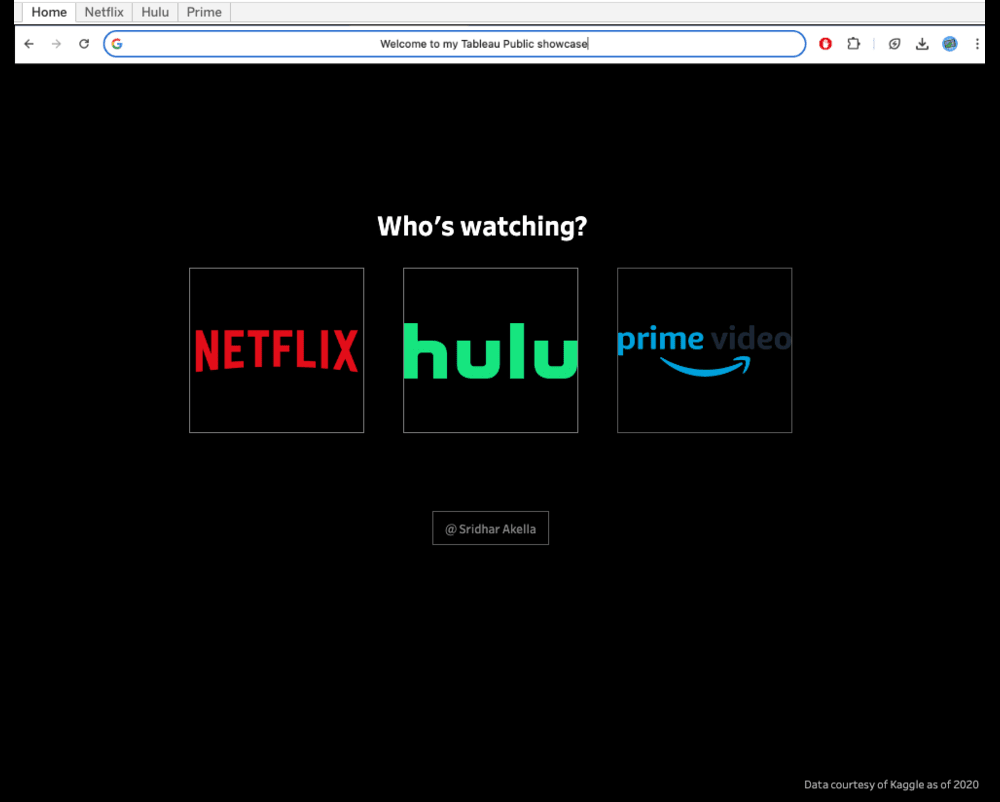 Home Netflix Hulu Prime
Welcome to my Tableau Public showcase
Who's watching?
NETFLIX hulu prime video
@ Sridhar Akella
Data courtesy of Kaggle as of 2020